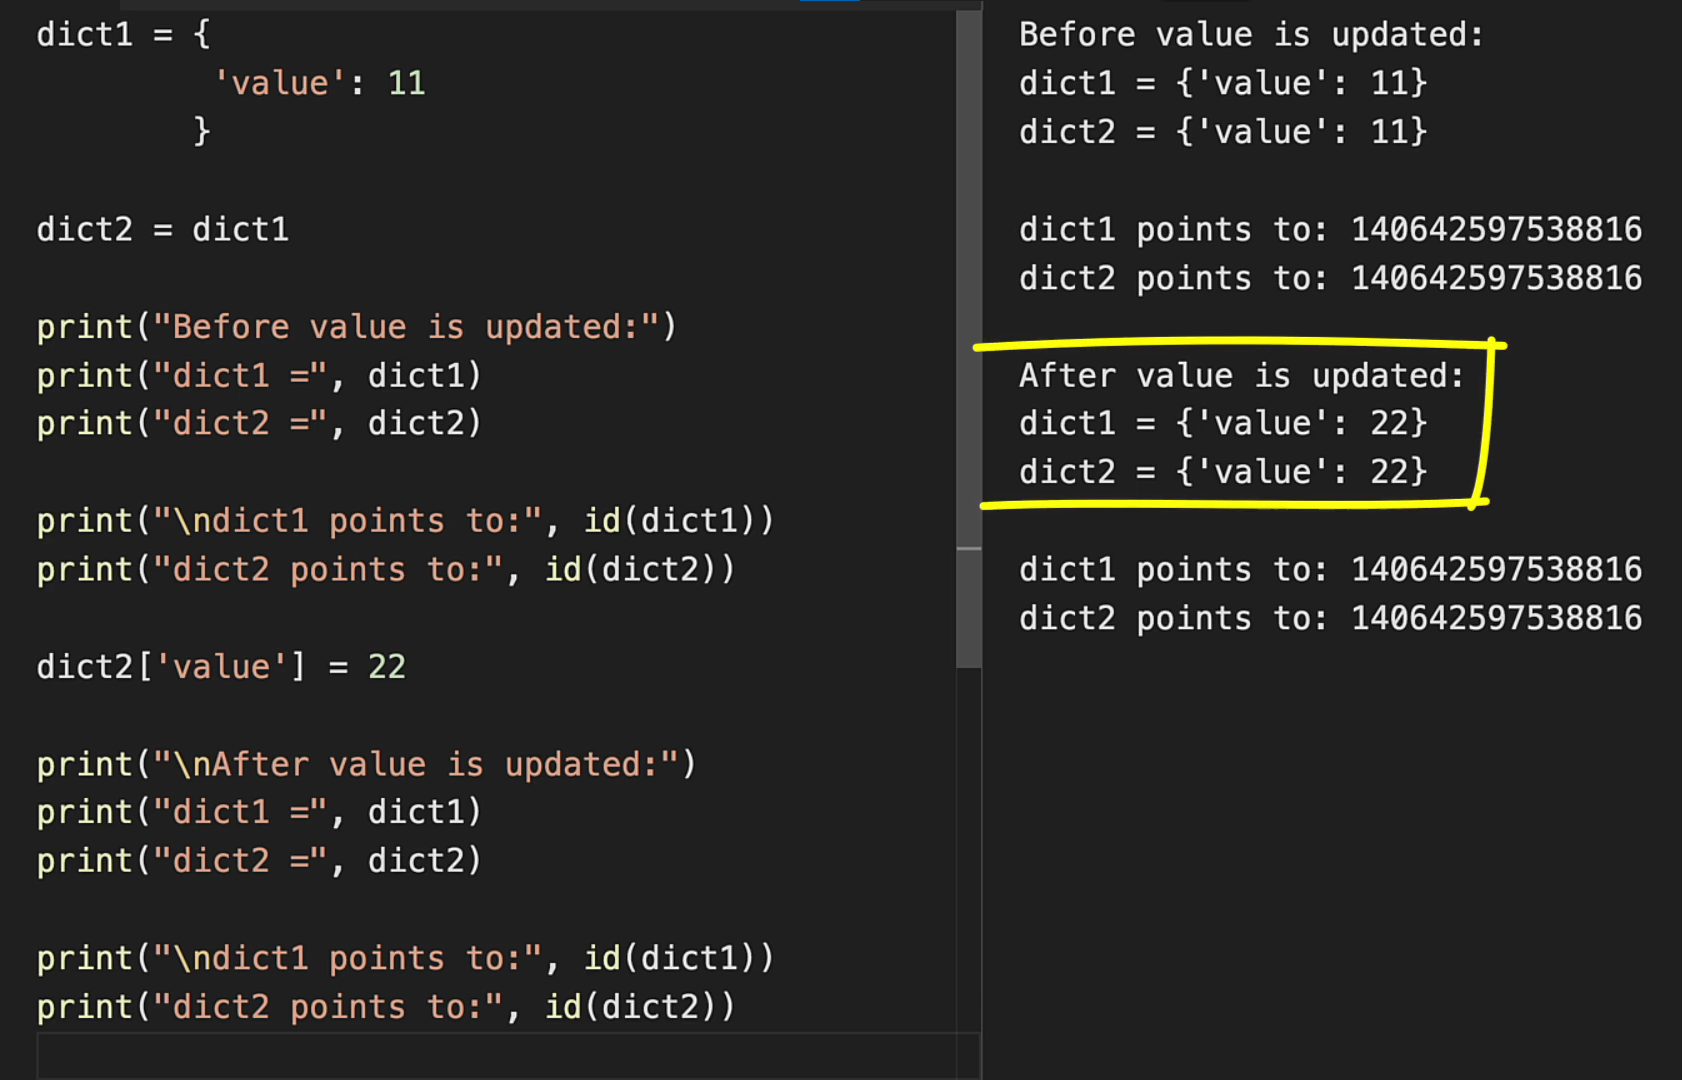 dict1 = {
         'value': 11
        }
dict2 = dict1
print("Before value is updated:")
print("dict1 =", dict1)
print("dict2 =", dict2)
print("\ndict1 points to:", id(dict1))
print("dict2 points to:", id(dict2))
dict2['value'] = 22
print("\nAfter value is updated:")
print("dict1 =", dict1)
print("dict2 =", dict2)
print("\ndict1 points to:", id(dict1))
print("dict2 points to:", id(dict2))
Before value is updated:
dict1 = {'value': 11}
dict2 = {'value': 11}
dict1 points to: 140642597538816
dict2 points to: 140642597538816
After value is updated:
dict1 = {'value': 22}
dict2 = {'value': 22}
dict1 points to: 140642597538816
dict2 points to: 140642597538816